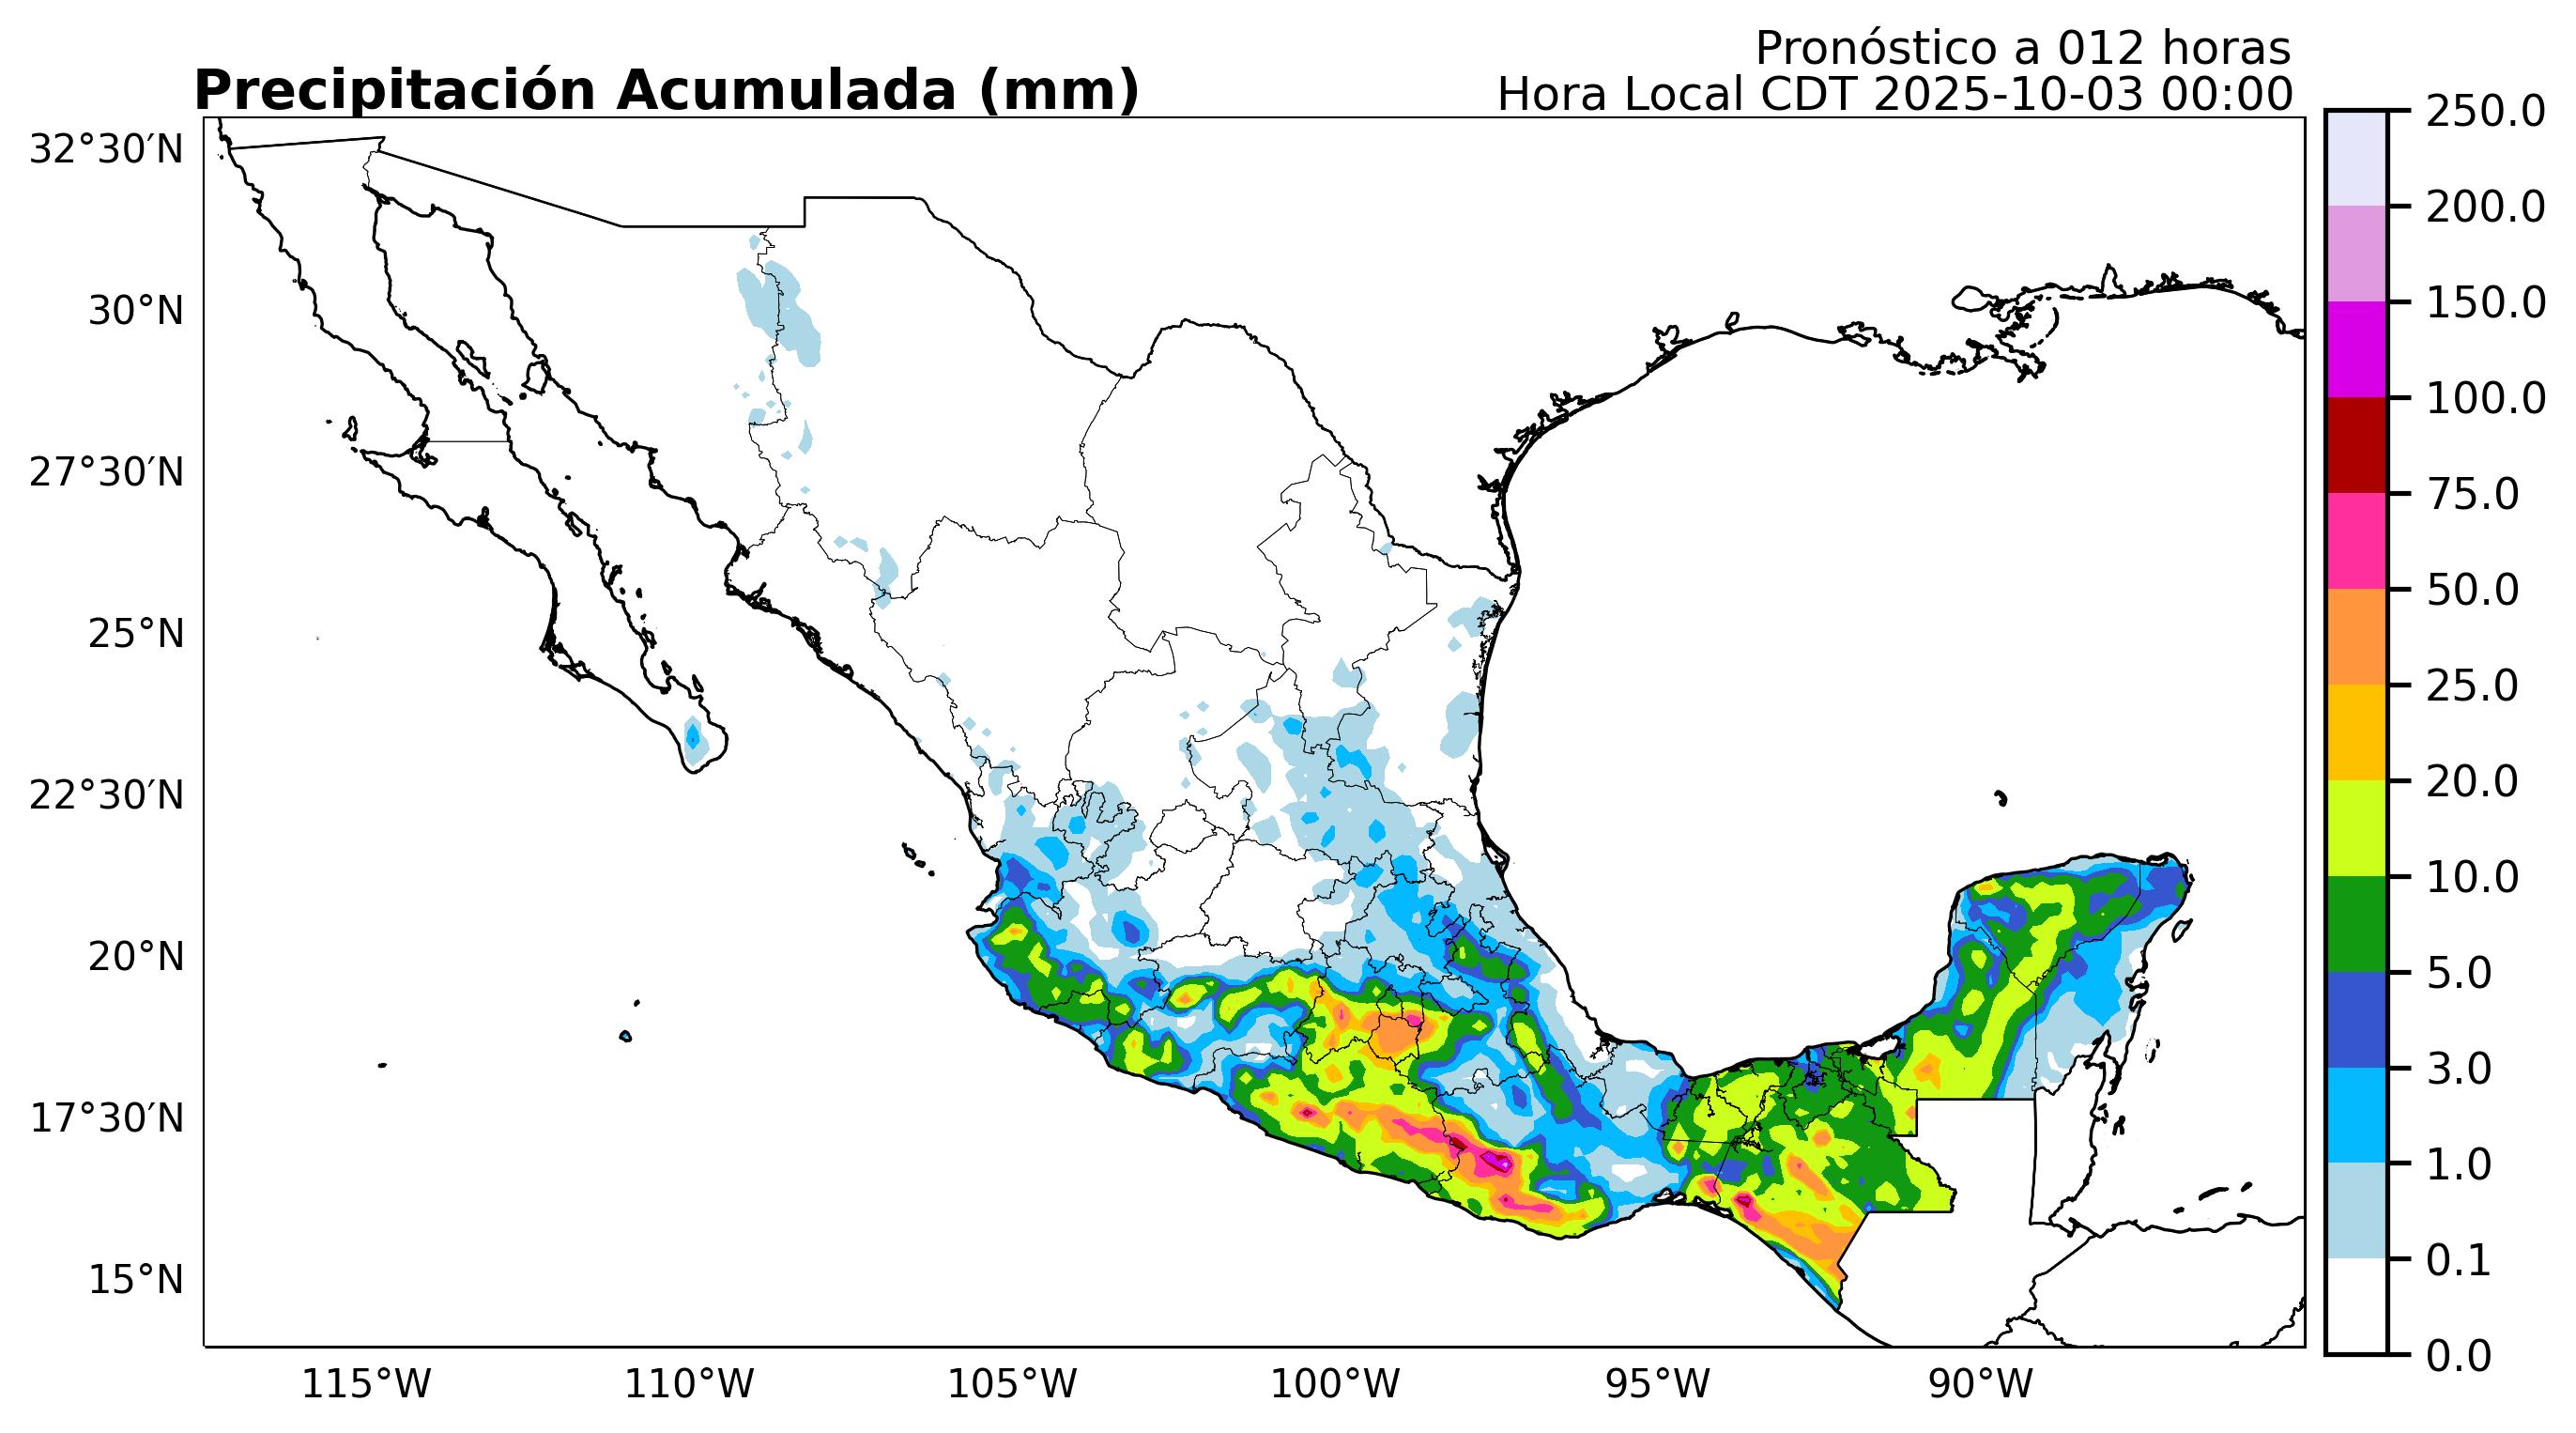 Pronóstico a 012 horas
Precipitación Acumulada (mm)
Hora Local CDT 2025-10-03 00:00
32°30′N
30°N
27°30′N
25°N
22°30′N
20°N
17°30′N
15°N
115°W
110°W
105°W
100°W
95°W
90°W
250.0
200.0
150.0
100.0
75.0
50.0
25.0
20.0
10.0
5.0
3.0
1.0
0.1
0.0